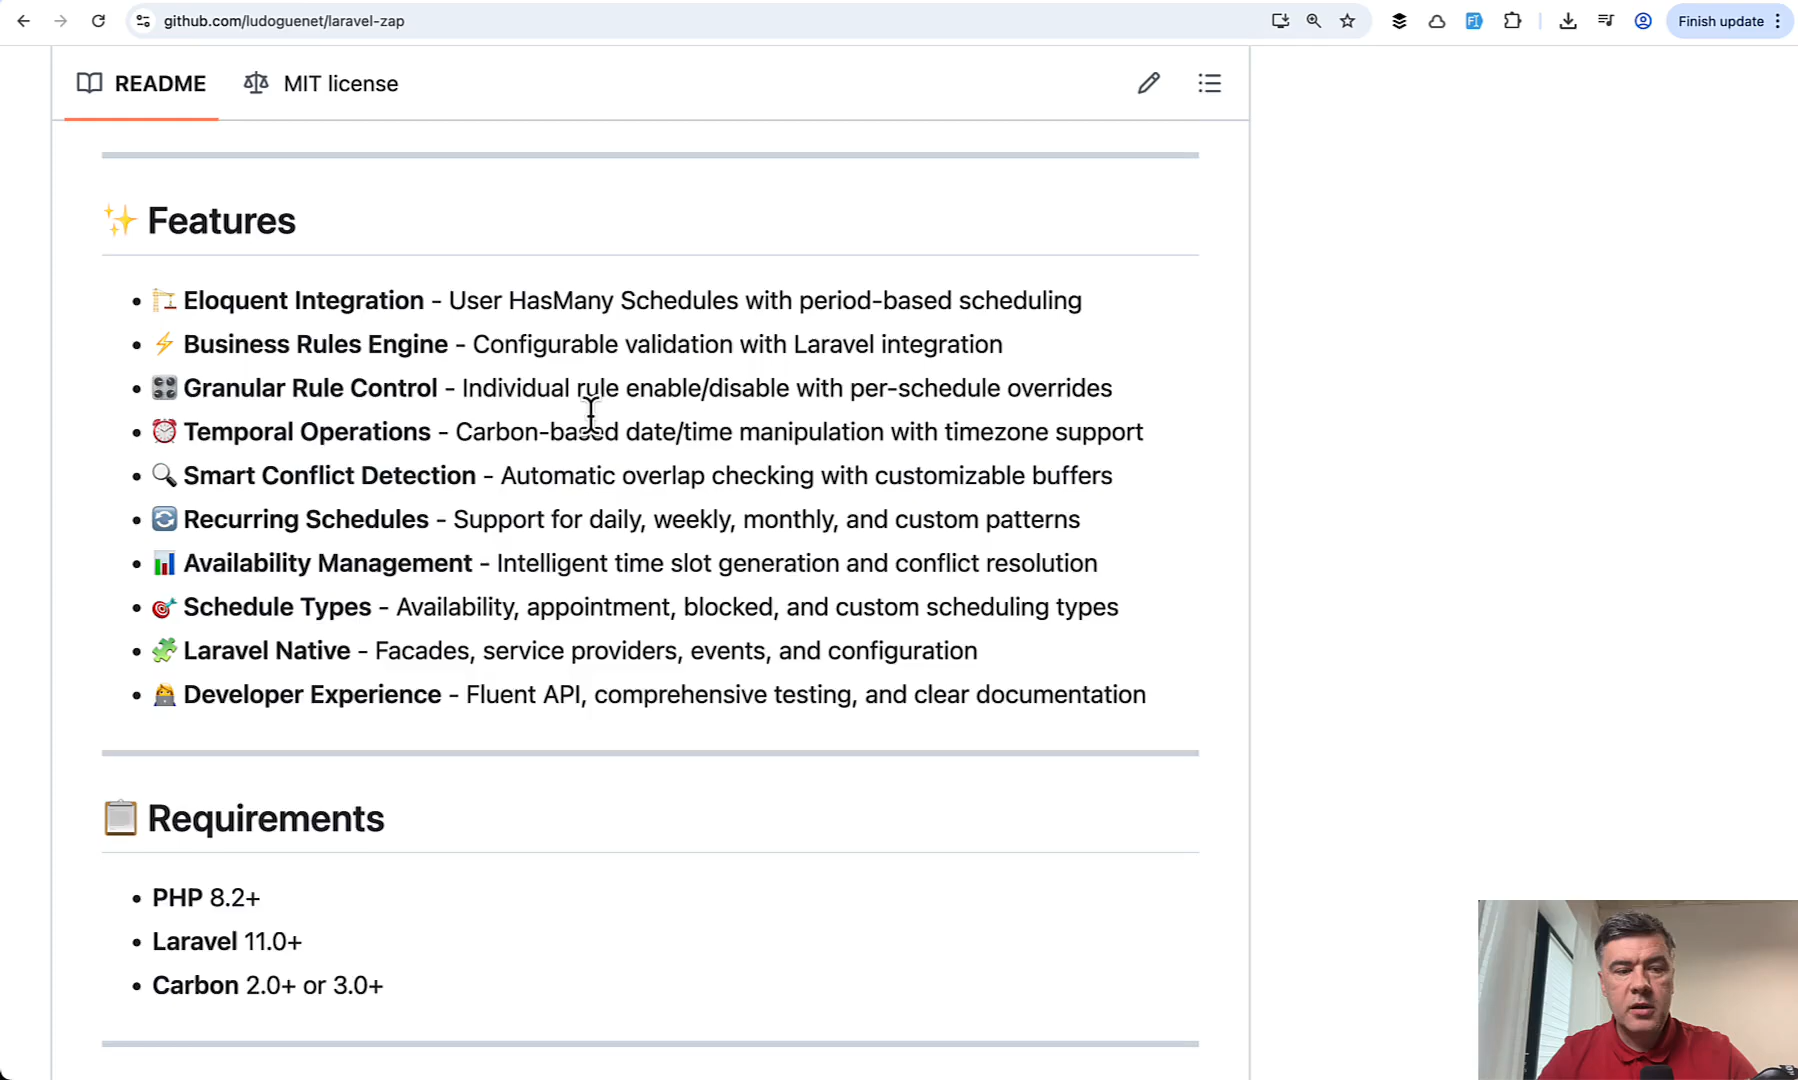 github.com/ludoguenet/laravel-zap
Finish update
README
MIT license
✨ Features
• 🏗️ Eloquent Integration - User HasMany Schedules with period-based scheduling
• ⚡ Business Rules Engine - Configurable validation with Laravel integration
• 🎛️ Granular Rule Control - Individual rule enable/disable with per-schedule overrides
• ⏰ Temporal Operations - Carbon-based date/time manipulation with timezone support
• 🔍 Smart Conflict Detection - Automatic overlap checking with customizable buffers
• 🔄 Recurring Schedules - Support for daily, weekly, monthly, and custom patterns
• 📊 Availability Management - Intelligent time slot generation and conflict resolution
• 🎯 Schedule Types - Availability, appointment, blocked, and custom scheduling types
• 🧩 Laravel Native - Facades, service providers, events, and configuration
• 👩‍💻 Developer Experience - Fluent API, comprehensive testing, and clear documentation
📋 Requirements
• PHP 8.2+
• Laravel 11.0+
• Carbon 2.0+ or 3.0+